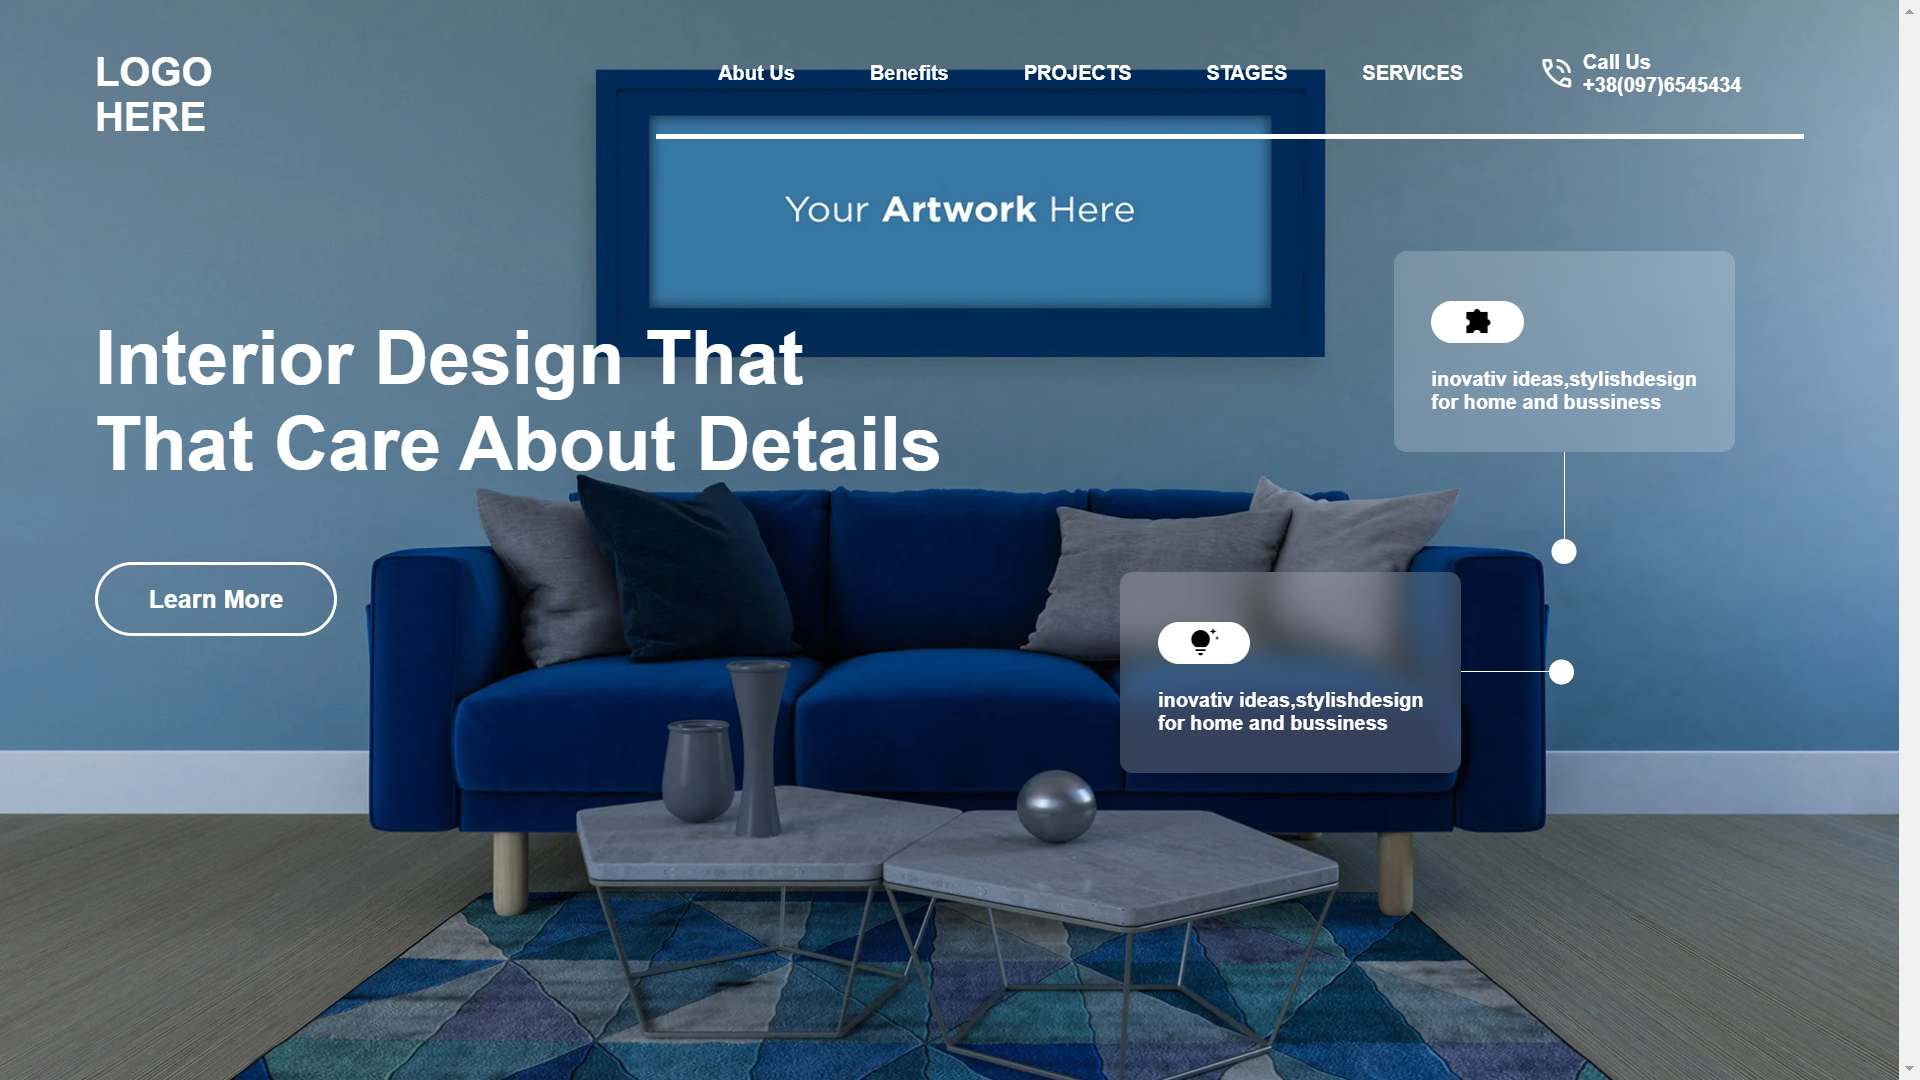 LOGO
HERE
Abut Us
Benefits
PROJECTS
STAGES
SERVICES
Call Us
+38(097)6545434
Your Artwork Here
Interior Design That
That Care About Details
Learn More
inovativ ideas,stylishdesign
for home and bussiness
inovativ ideas,stylishdesign
for home and bussiness